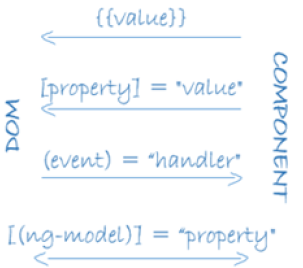 {{value}}
[property] = "value"
DOM
COMPONENT
(event) = "handler"
[(ng-model)] = "property"